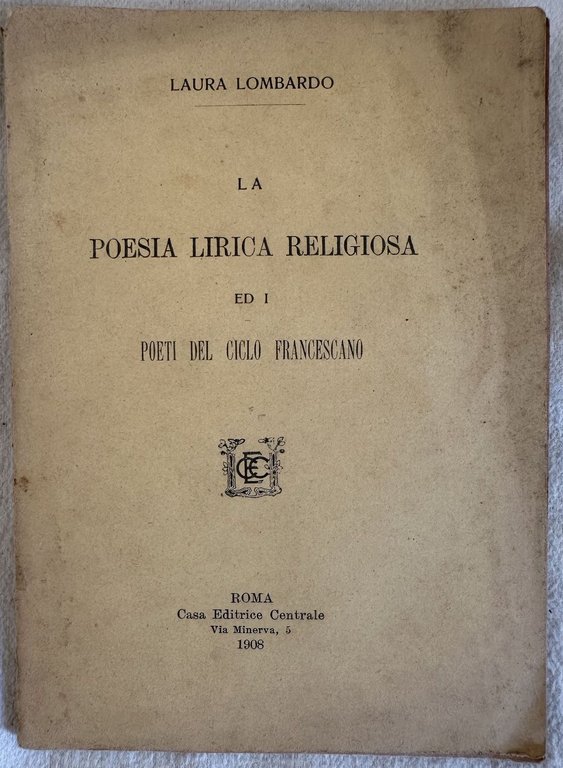 LAURA LOMBARDO
LA
POESIA LIRICA RELIGIOSA
ED I
POETI DEL CICLO FRANCESCANO
CEC
ROMA
Casa Editrice Centrale
Via Minerva, 5
1908